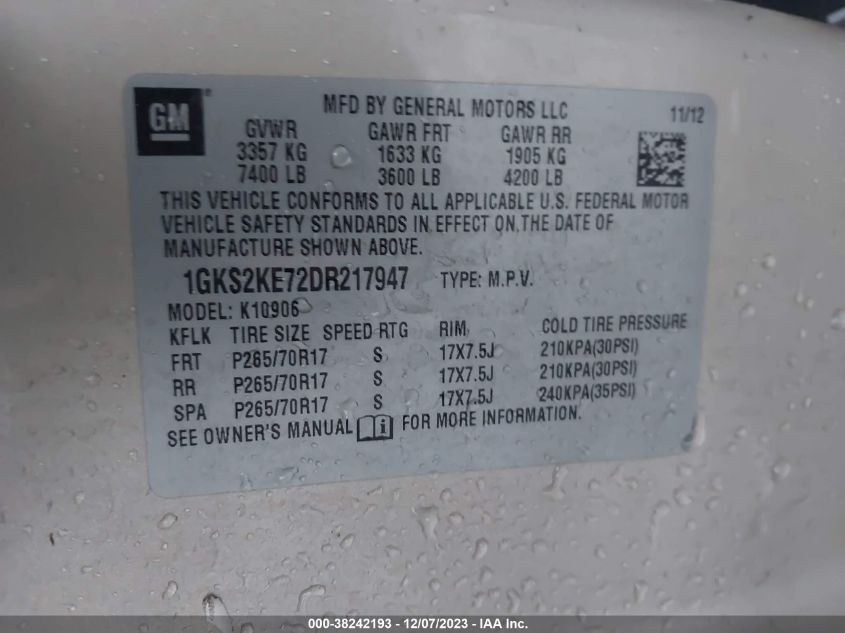 GM
MFD BY GENERAL MOTORS LLC 11/12
GVWR GAWR FRT GAWR RR
3357 KG 1633 KG 1905 KG
7400 LB 3600 LB 4200 LB
THIS VEHICLE CONFORMS TO ALL APPLICABLE U.S. FEDERAL MOTOR
VEHICLE SAFETY STANDARDS IN EFFECT ON THE DATE OF
MANUFACTURE SHOWN ABOVE.
1GKS2KE72DR217947 TYPE: M.P.V.
MODEL: K10906
KFLK TIRE SIZE SPEED RTG RIM COLD TIRE PRESSURE
FRT P265/70R17 S 17X7.5J 210KPA(30PSI)
RR P265/70R17 S 17X7.5J 210KPA(30PSI)
SPA P265/70R17 S 17X7.5J 240KPA(35PSI)
SEE OWNER'S MANUAL i FOR MORE INFORMATION.
000-38242193 - 12/07/2023 - IAA Inc.